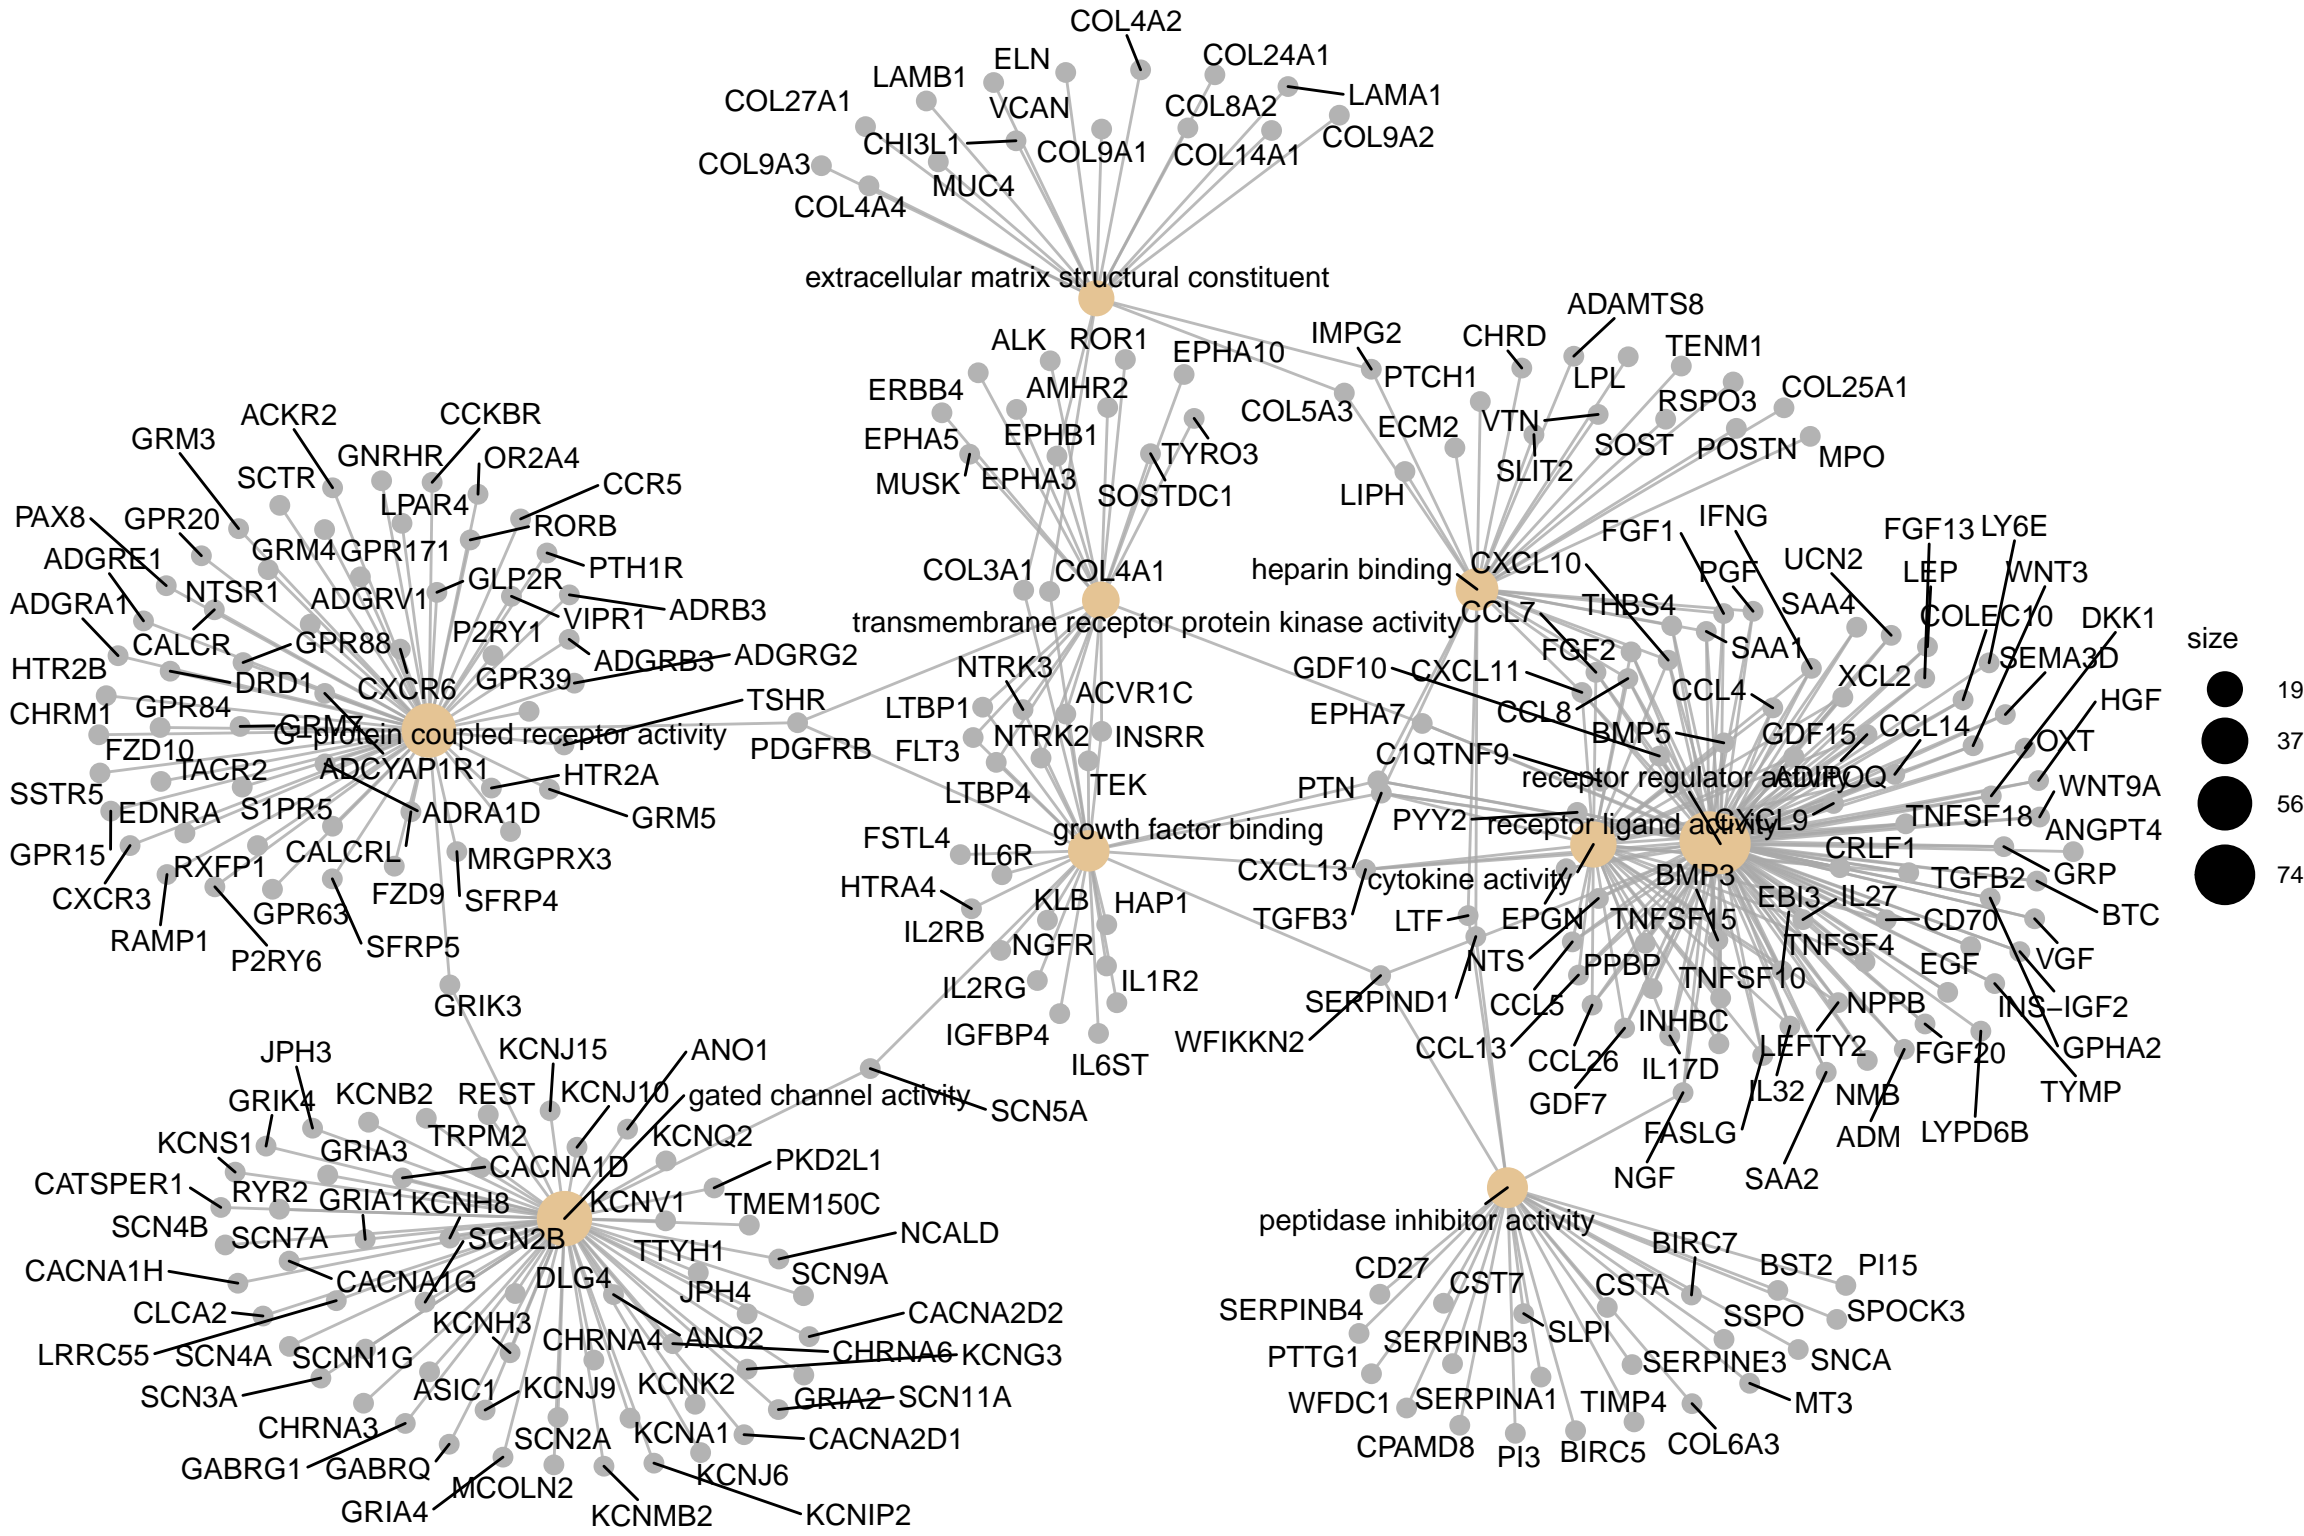 COL4A2
ELN
COL24A1
LAMB1
COL27A1
VCAN
COL8A2
LAMA1
CHI3L1
COL9A1
COL14A1
COL9A2
COL9A3
MUC4
COL4A4
extracellular matrix structural constituent
ADAMTS8
ALK
ROR1
EPHA10
IMPG2
CHRD
TENM1
ERBB4
AMHR2
PTCH1
LPL
COL25A1
COL5A3
RSPO3
ACKR2
CCKBR
GRM3
EPHA5
EPHB1
ECM2
VTN
SOST
POSTN
MPO
GNRHR
OR2A4
TYRO3
SCTR
MUSK
EPHA3
SOSTDC1
SLIT2
LIPH
CCR5
LPAR4
PAX8
GPR20
RORB
FGF1
IFNG
FGF13
LY6E
ADGRE1
GRM4
GPR171
PTH1R
UCN2
COL3A1
COL4A1
heparin binding
CXCL10
PGF
LEP
WNT3
NTSR1
GLP2R
ADGRA1
ADGRV1
ADRB3
CCL7
THBS4
SAA4
COLEC10
DKK1
VIPR1
transmembrane receptor protein kinase activity
CALCR
GPR88
P2RY1
size
FGF2
SAA1
ADGRB3
ADGRG2
SEMA3D
HTR2B
DRD1
CXCR6
GPR39
NTRK3
GDF10
CXCL11
CCL4
XCL2
19
TSHR
ACVR1C
HGF
CHRM1
GPR84
GRM7
LTBP1
EPHA7
CCL8
BMP5
GDF15
CCL14
G-protein coupled receptor activity
FZD10
PDGFRB
FLT3
NTRK2
INSRR
C1QTNF9
OXT
37
TACR2
ADCYAP1R1
HTR2A
receptor regulator activity
ADIPOQ
SSTR5
TEK
PTN
WNT9A
EDNRA
S1PR5
ADRA1D
GRM5
LTBP4
PYY2
TNFSF18
56
FSTL4
growth factor binding
receptor ligand activity
CXCL9
ANGPT4
GPR15
RXFP1
CALCRL
MRGPRX3
IL6R
CRLF1
CXCL13
cytokine activity
BMP3
TGFB2
GRP
74
CXCR3
FZD9
SFRP4
HTRA4
KLB
HAP1
EBI3
IL27
GPR63
TGFB3
LTF
EPGN
TNFSF15
CD70
BTC
RAMP1
SFRP5
IL2RB
NGFR
TNFSF4
P2RY6
NTS
PPBP
TNFSF10
EGF
VGF
IL2RG
IL1R2
SERPIND1
CCL5
NPPB
INS−IGF2
GRIK3
IGFBP4
INHBC
WFIKKN2
CCL13
LEFTY2
FGF20
GPHA2
JPH3
KCNJ15
ANO1
IL6ST
CCL26
IL17D
IL32
TYMP
GRIK4
KCNB2
REST
KCNJ10
gated channel activity
SCN5A
GDF7
NMB
KCNS1
TRPM2
KCNQ2
FASLG
ADM
LYPD6B
GRIA3
CACNA1D
PKD2L1
NGF
SAA2
CATSPER1
RYR2
GRIA1
KCNH8
KCNV1
TMEM150C
SCN4B
SCN7A
SCN2B
NCALD
peptidase inhibitor activity
BIRC7
TTYH1
SCN9A
CD27
BST2
PI15
CACNA1H
CACNA1G
DLG4
JPH4
CST7
CSTA
CLCA2
CACNA2D2
SERPINB4
SSPO
SPOCK3
KCNH3
CHRNA4
ANO2
SERPINB3
SLPI
LRRC55
SCN4A
SCNN1G
CHRNA6
KCNG3
PTTG1
SERPINE3
SNCA
SCN3A
ASIC1
KCNJ9
KCNK2
GRIA2
SCN11A
WFDC1
SERPINA1
TIMP4
MT3
CHRNA3
SCN2A
KCNA1
CACNA2D1
CPAMD8
PI3
BIRC5
COL6A3
GABRG1
GABRQ
MCOLN2
KCNJ6
GRIA4
KCNMB2
KCNIP2